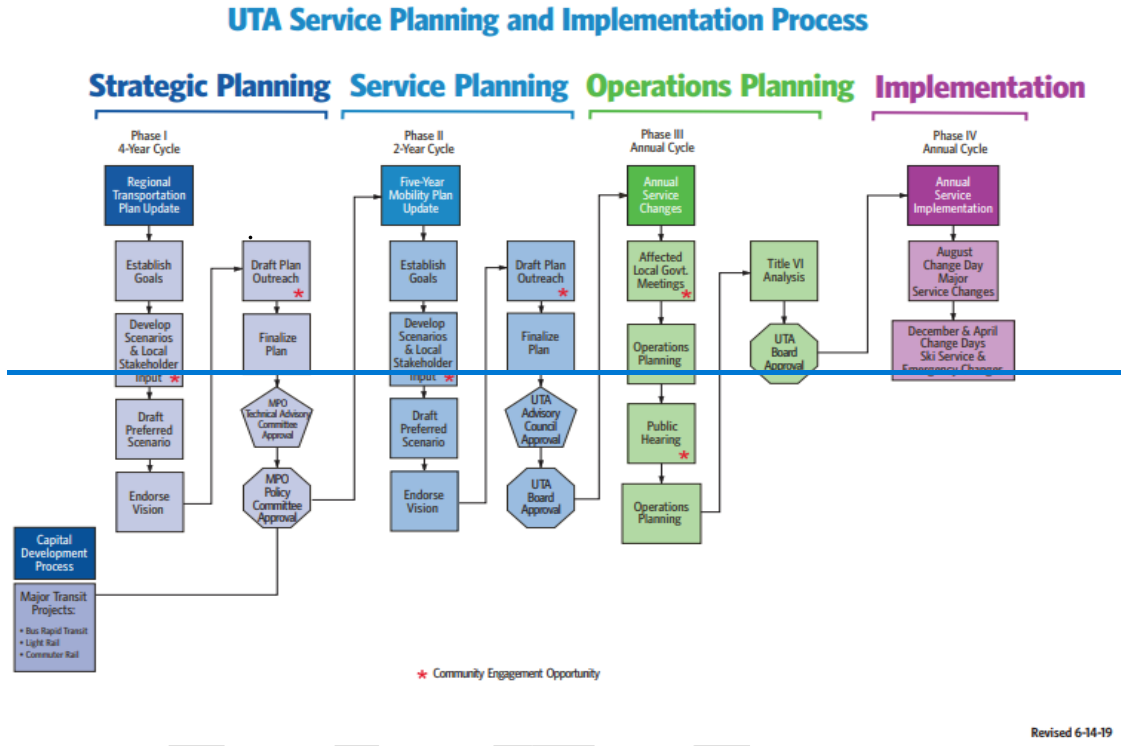 UTA Service Planning and Implementation Process
Strategic Planning
Service Planning
Operations Planning
Implementation
Phase I
4-Year Cycle
Regional
Transportation
Plan Update
Establish
Goals
Develop
Scenarios
& Local
Stakeholder
Input *
Draft
Preferred
Scenario
Endorse
Vision
Draft Plan
Outreach
*
Finalize
Plan
MPO
Technical Advisory
Committee
Approval
MPO
Policy
Committee
Approval
Capital
Development
Process
Major Transit
Projects:
• Bus Rapid Transit
• Light Rail
• Commuter Rail
Phase II
2-Year Cycle
Five-Year
Mobility Plan
Update
Establish
Goals
Develop
Scenarios
& Local
Stakeholder
Input *
Draft
Preferred
Scenario
Endorse
Vision
Draft Plan
Outreach
*
Finalize
Plan
UTA
Advisory
Council
Approval
UTA
Board
Approval
Phase III
Annual Cycle
Annual
Service
Changes
Affected
Local Govt.
Meetings *
Operations
Planning
Public
Hearing
*
Operations
Planning
Title VI
Analysis
UTA
Board
Approval
Phase IV
Annual Cycle
Annual
Service
Implementation
August
Change Day
Major
Service Changes
December & April
Change Days
Ski Service &
Emergency Changes
* Community Engagement Opportunity
Revised 6-14-19